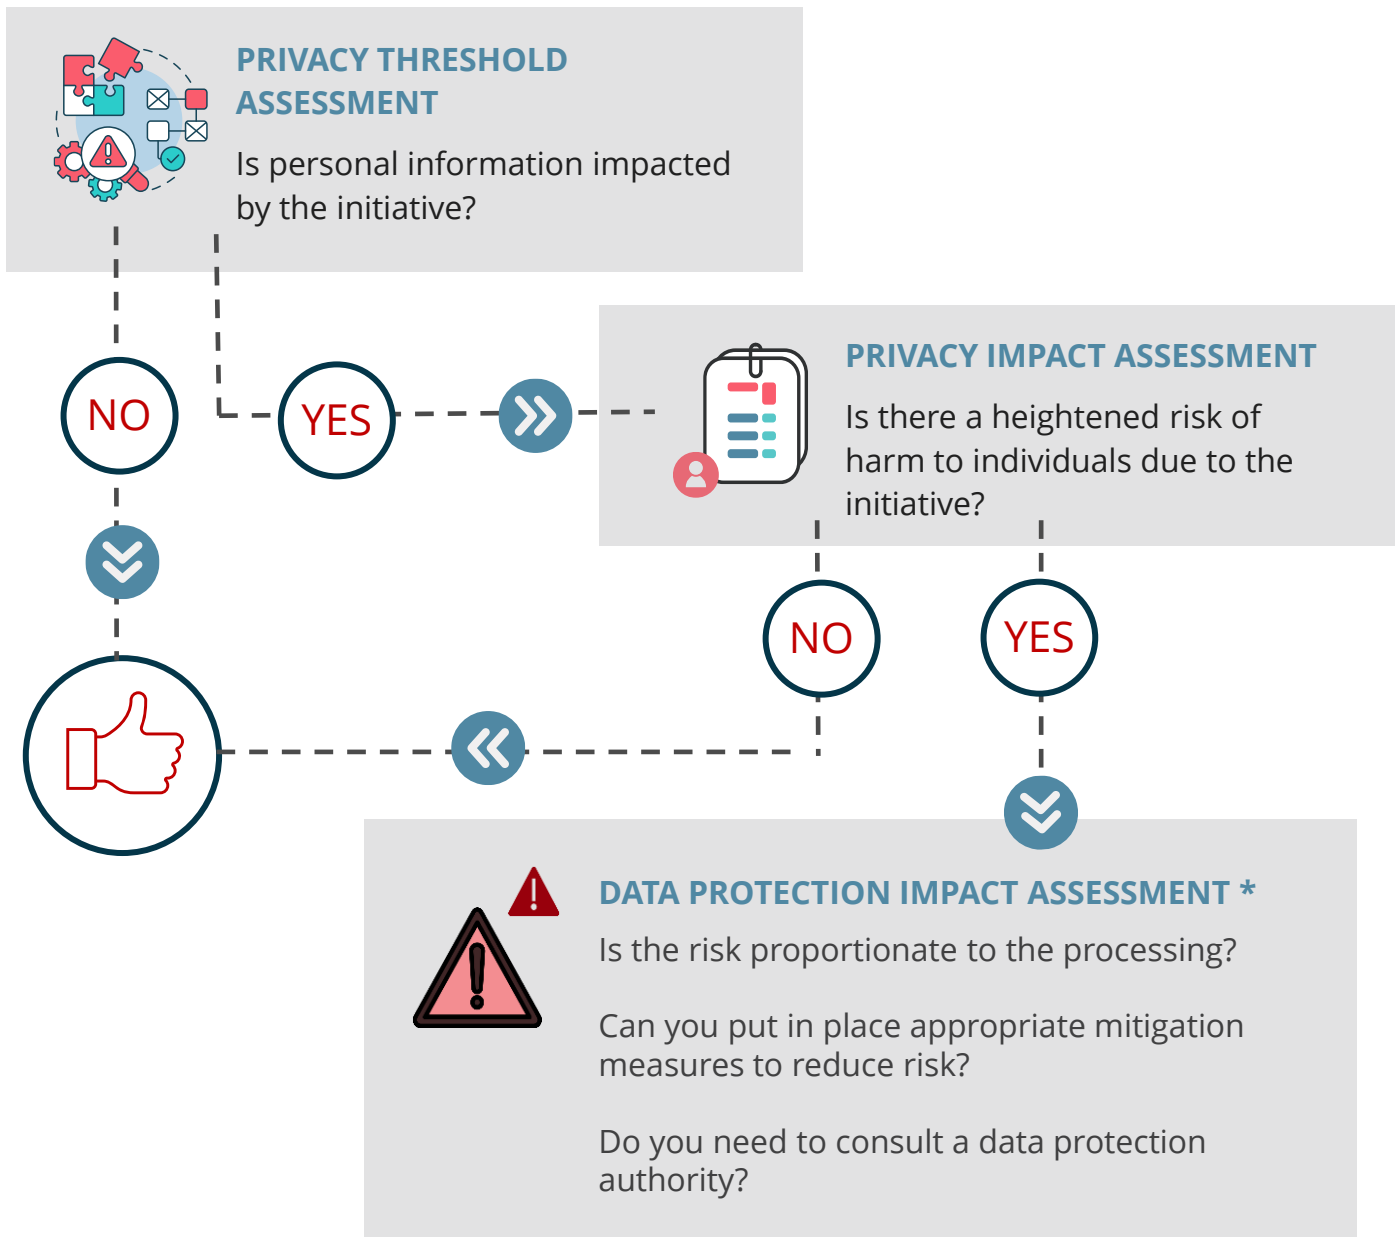 PRIVACY THRESHOLD
ASSESSMENT
Is personal information impacted
by the initiative?
NO
YES
PRIVACY IMPACT ASSESSMENT
Is there a heightened risk of
harm to individuals due to the
initiative?
NO
YES
DATA PROTECTION IMPACT ASSESSMENT *
Is the risk proportionate to the processing?
Can you put in place appropriate mitigation
measures to reduce risk?
Do you need to consult a data protection
authority?